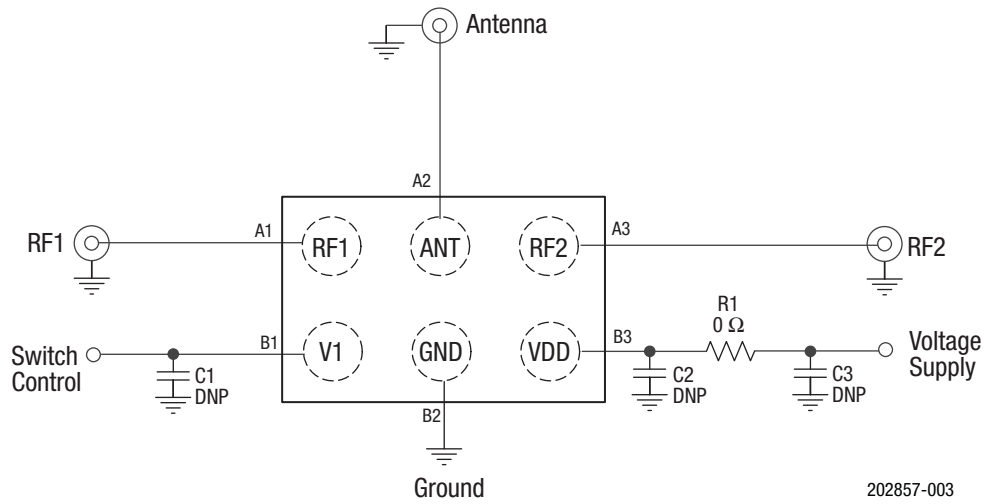 Antenna
A2
RF1
A1
RF1
ANT
RF2
A3
RF2
Switch
Control
C1
DNP
B1
V1
GND
VDD
B3
R1
0 Ω
C2
DNP
C3
DNP
Voltage
Supply
B2
Ground
202857-003